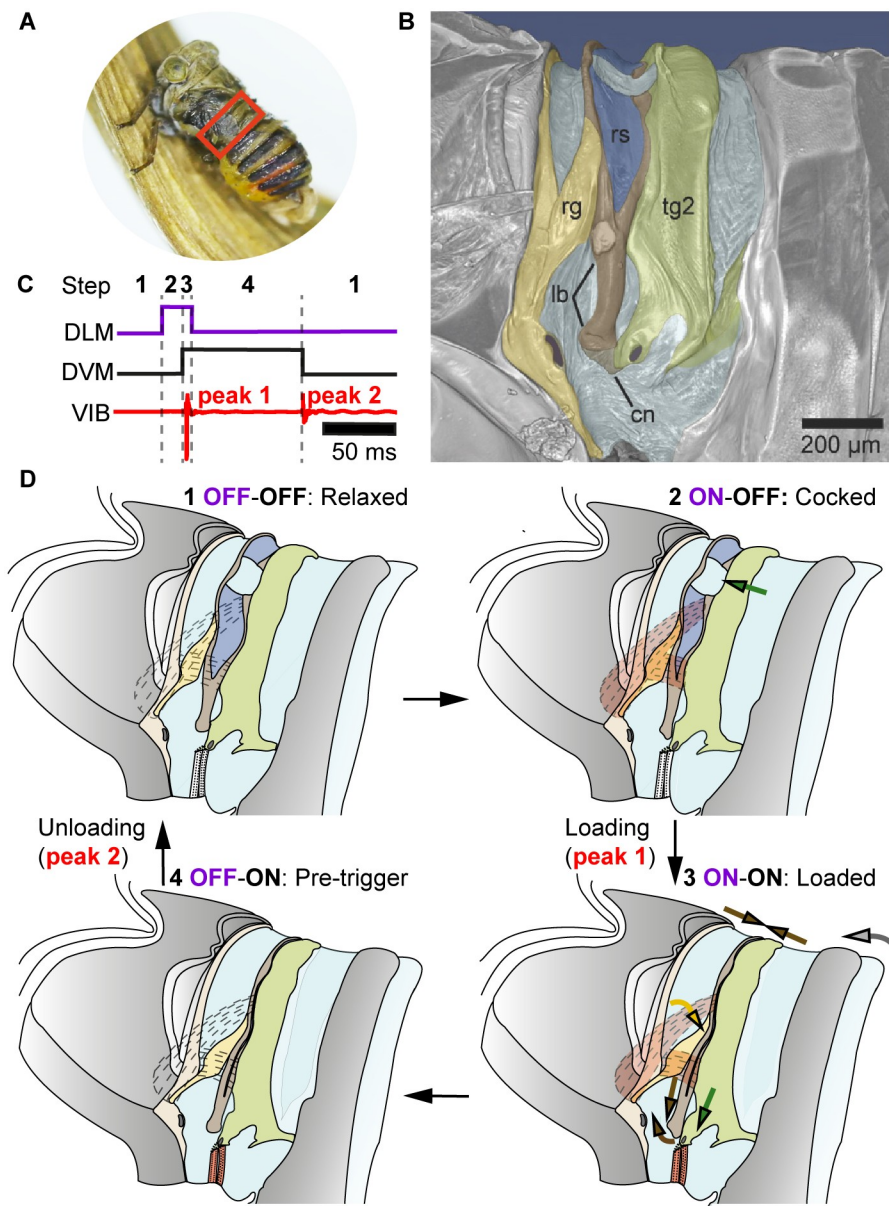 A
B
rs
rg
tg2
lb
cn
200 µm
C
Step 1 2 3 4 1
DLM
DVM
VIB
peak 1 peak 2
50 ms
D
1 OFF-OFF: Relaxed
2 ON-OFF: Cocked
Unloading
(peak 2)
Loading
(peak 1)
4 OFF-ON: Pre-trigger
3 ON-ON: Loaded